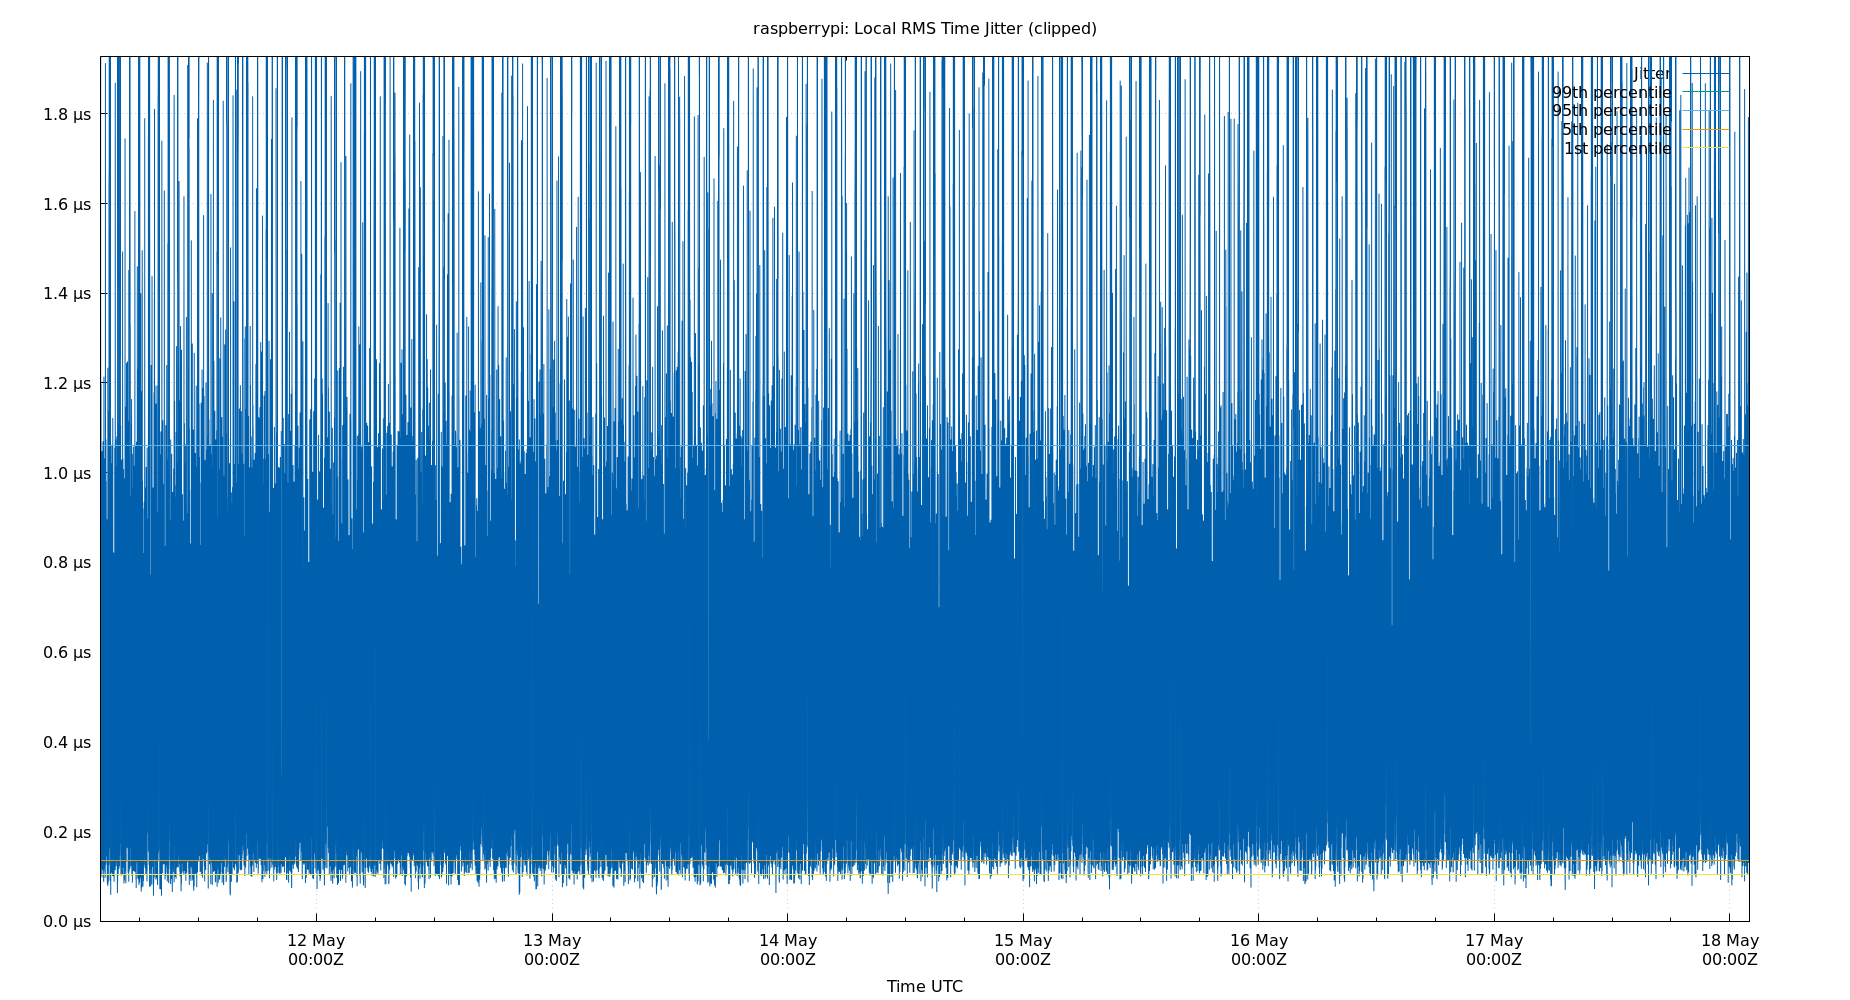 raspberrypi: Local RMS Time Jitter (clipped)
Jitter
99th percentile
95th percentile
5th percentile
1st percentile
1.8 µs
1.6 µs
1.4 µs
1.2 µs
1.0 µs
0.8 µs
0.6 µs
0.4 µs
0.2 µs
0.0 µs
12 May 13 May 14 May 15 May 16 May 17 May 18 May
00:00Z 00:00Z 00:00Z 00:00Z 00:00Z 00:00Z 00:00Z
Time UTC